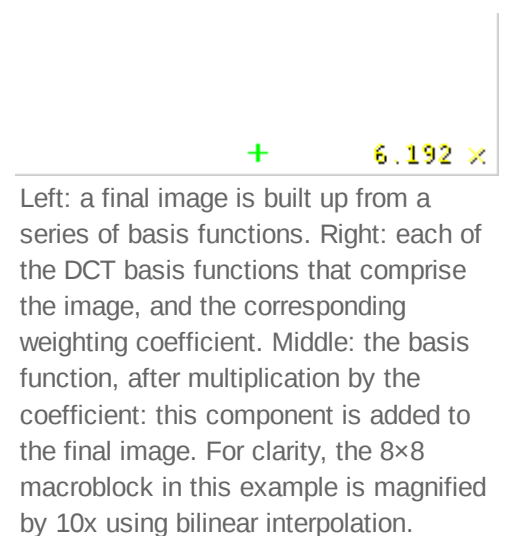 + 6.192 ×
Left: a final image is built up from a
series of basis functions. Right: each of
the DCT basis functions that comprise
the image, and the corresponding
weighting coefficient. Middle: the basis
function, after multiplication by the
coefficient: this component is added to
the final image. For clarity, the 8×8
macroblock in this example is magnified
by 10x using bilinear interpolation.